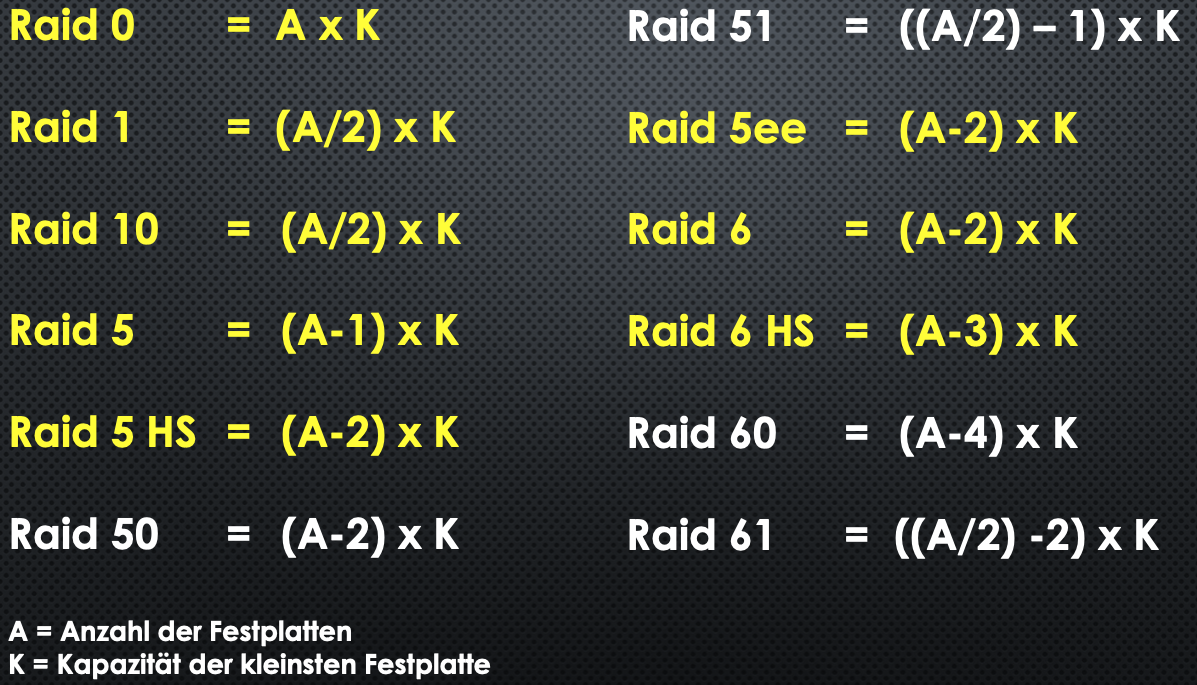 Raid 0 = A x K
Raid 1 = (A/2) x K
Raid 10 = (A/2) x K
Raid 5 = (A-1) x K
Raid 5 HS = (A-2) x K
Raid 50 = (A-2) x K
Raid 51 = ((A/2) – 1) x K
Raid 5ee = (A-2) x K
Raid 6 = (A-2) x K
Raid 6 HS = (A-3) x K
Raid 60 = (A-4) x K
Raid 61 = ((A/2) -2) x K
A = Anzahl der Festplatten
K = Kapazität der kleinsten Festplatte